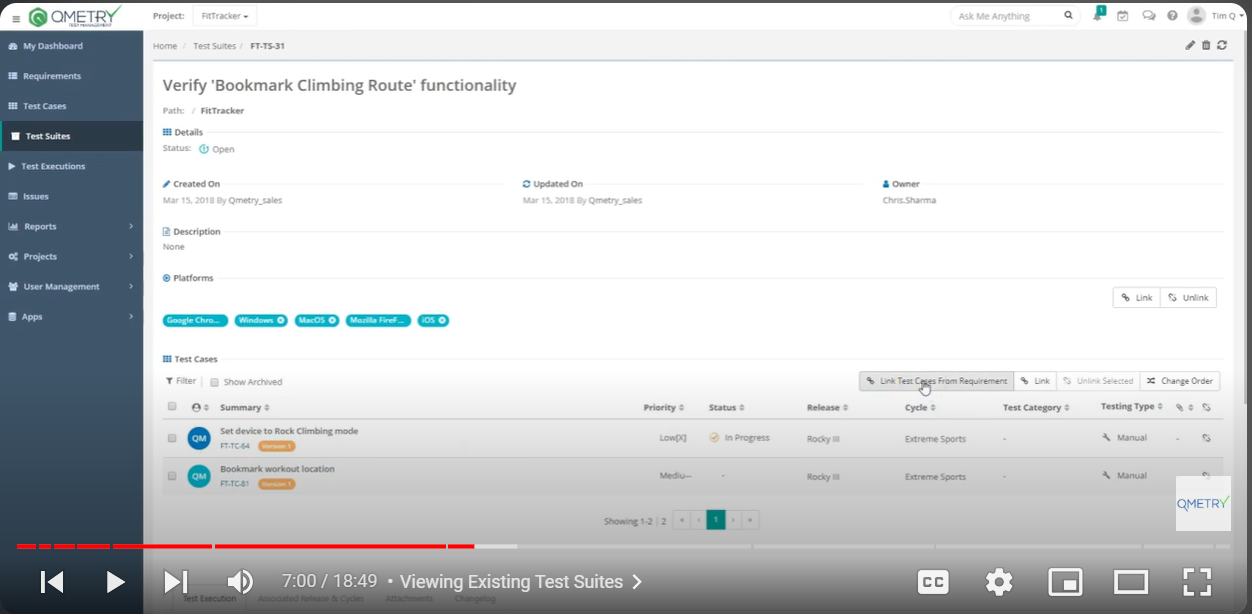 QMETRY
TEST MANAGEMENT
Project: FitTracker
Ask Me Anything
1
Tim Q
My Dashboard
Requirements
Test Cases
Test Suites
Test Executions
Issues
Reports
Projects
User Management
Apps
Home / Test Suites / FT-TS-31
Verify 'Bookmark Climbing Route' functionality
Path: / FitTracker
Details
Status: Open
Created On
Mar 15, 2018 By Qmetry_sales
Updated On
Mar 15, 2018 By Qmetry_sales
Owner
Chris.Sharma
Description
None
Platforms
Link Unlink
Google Chro... Windows MacOS Mozilla FireF... iOS
Test Cases
Filter Show Archived
Link Test Cases From Requirement Link Unlink Selected Change Order
Summary Priority Status Release Cycle Test Category Testing Type
Set device to Rock Climbing mode
FT-TC-64 Version 1
Low[X] In Progress Rocky III Extreme Sports - Manual -
Bookmark workout location
FT-TC-81 Version 1
Mediu--- - Rocky III Extreme Sports - Manual
QMETRY
Showing 1-2 | 2 « ‹ 1 › »
7:00 / 18:49 • Viewing Existing Test Suites
CC
Test Execution Associated Release & Cycles Attachments Changelog